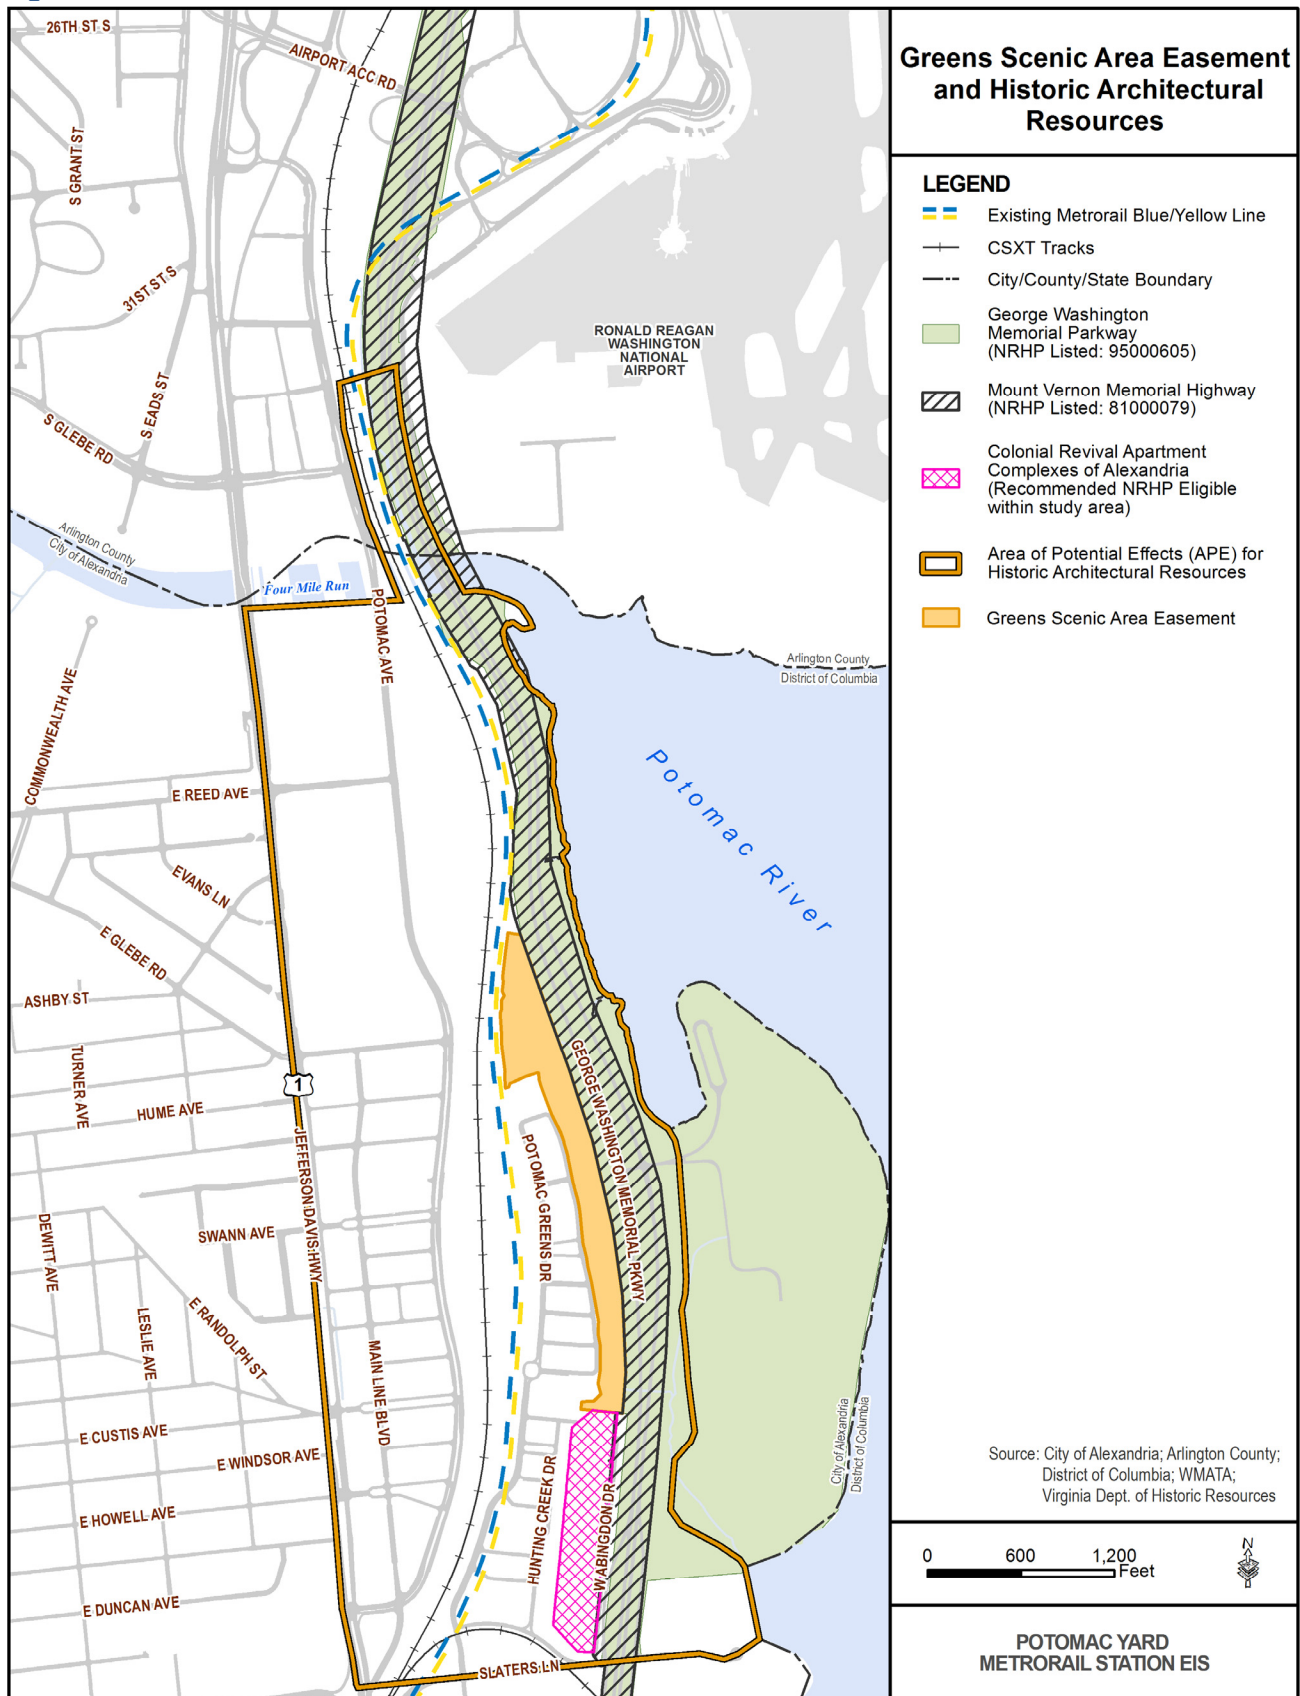 Greens Scenic Area Easement
and Historic Architectural
Resources
LEGEND
Existing Metrorail Blue/Yellow Line
CSXT Tracks
City/County/State Boundary
George Washington
Memorial Parkway
(NRHP Listed: 95000605)
Mount Vernon Memorial Highway
(NRHP Listed: 81000079)
Colonial Revival Apartment
Complexes of Alexandria
(Recommended NRHP Eligible
within study area)
Area of Potential Effects (APE) for
Historic Architectural Resources
Greens Scenic Area Easement
Source: City of Alexandria; Arlington County;
District of Columbia; WMATA;
Virginia Dept. of Historic Resources
0 600 1,200
Feet
N
POTOMAC YARD
METRORAIL STATION EIS
26TH ST S
AIRPORT ACC RD
S GRANT ST
31ST ST S
RONALD REAGAN
WASHINGTON
NATIONAL
AIRPORT
S EADS ST
S GLEBE RD
Arlington County
City of Alexandria
Four Mile Run
POTOMAC AVE
Arlington County
District of Columbia
COMMONWEALTH AVE
Potomac River
E REED AVE
EVANS LN
E GLEBE RD
ASHBY ST
TURNER AVE
1
HUME AVE
GEORGE WASHINGTON MEMORIAL PKWY
JEFFERSON DAVIS HWY
POTOMAC GREENS DR
DEWITT AVE
SWANN AVE
LESLIE AVE
E RANDOLPH ST
MAIN LINE BLVD
E CUSTIS AVE
E WINDSOR AVE
City of Alexandria
District of Columbia
HUNTING CREEK DR
W ABINGDON DR
E HOWELL AVE
E DUNCAN AVE
SLATERS LN